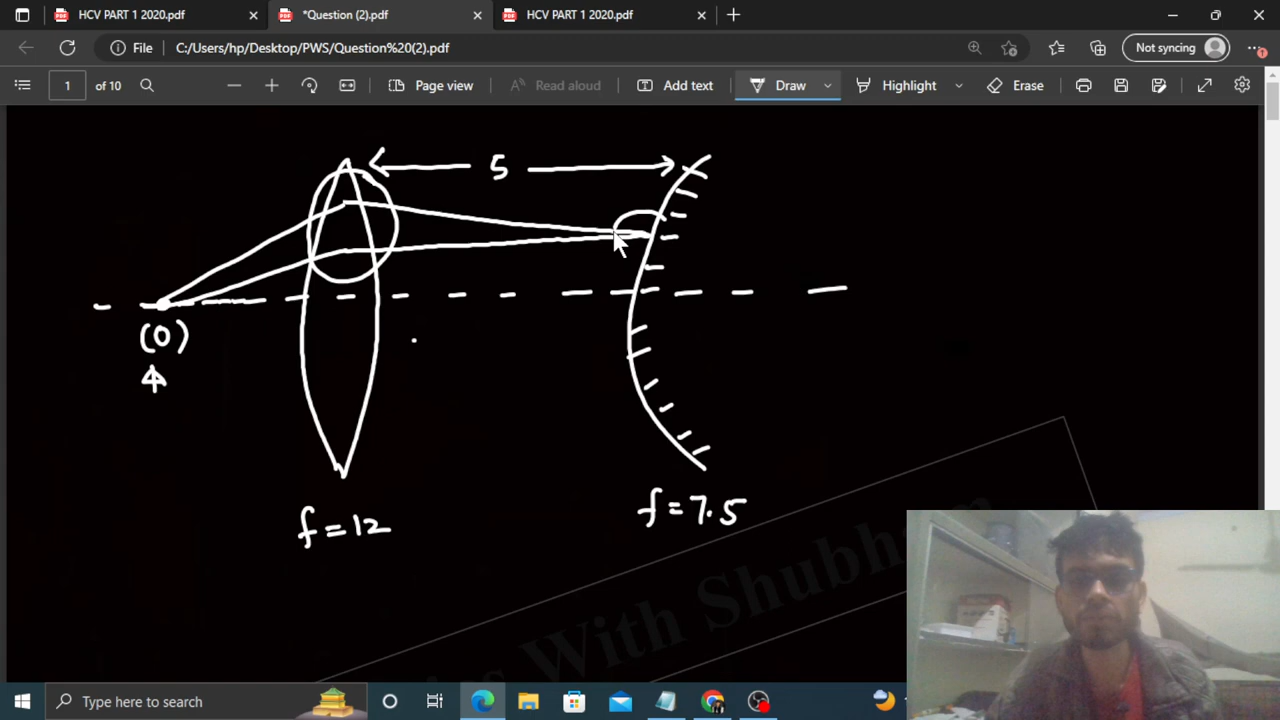 HCV PART 1 2020.pdf
*Question (2).pdf
HCV PART 1 2020.pdf
File
C:/Users/hp/Desktop/PWS/Question%20(2).pdf
Not syncing
1 of 10
Page view
Read aloud
Add text
Draw
Highlight
Erase
5
(O)
f=12
f=7.5
With Shubh
Type here to search